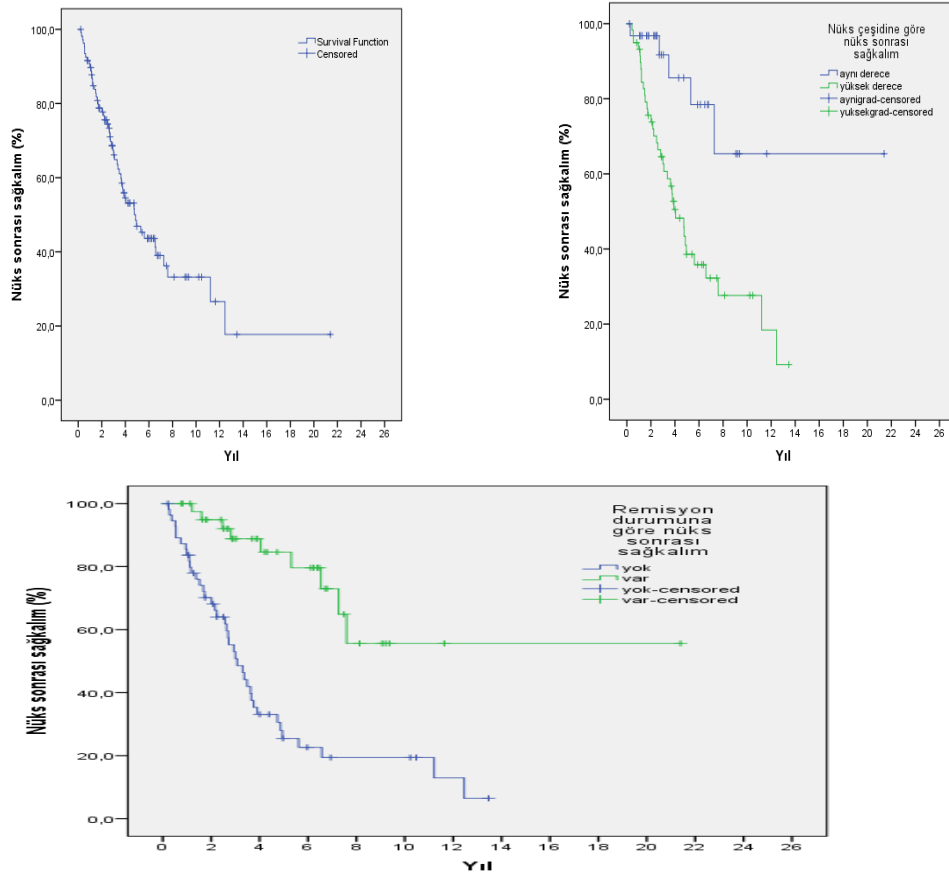 Nüks sonrası sağkalım (%)
100,0
80,0
60,0
40,0
20,0
0,0
Survival Function
Censored
0 2 4 6 8 10 12 14 16 18 20 22 24 26
Yıl
Nüks sonrası sağkalım (%)
100,0
80,0
60,0
40,0
20,0
0,0
Nüks çeşidine göre
nüks sonrası
sağkalım
aynı derece
yüksek derece
aynigrad-censored
yuksekgrad-censored
0 2 4 6 8 10 12 14 16 18 20 22 24 26
Yıl
Nüks sonrası sağkalım (%)
100,0
80,0
60,0
40,0
20,0
0,0
Remisyon
durumuna
göre nüks
sonrası
sağkalım
yok
var
yok-censored
var-censored
0 2 4 6 8 10 12 14 16 18 20 22 24 26
Yıl